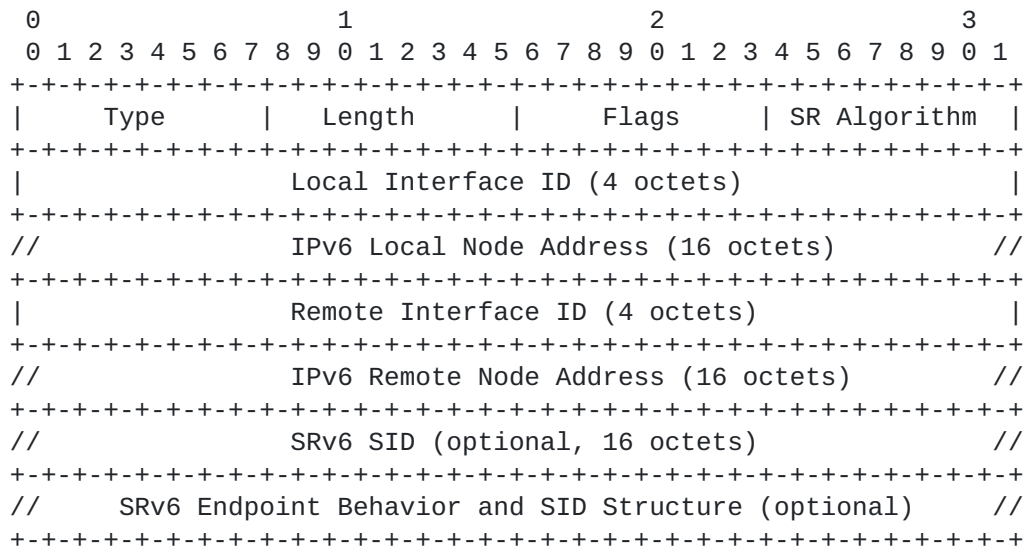 0                   1                   2                   3
 0 1 2 3 4 5 6 7 8 9 0 1 2 3 4 5 6 7 8 9 0 1 2 3 4 5 6 7 8 9 0 1
+-+-+-+-+-+-+-+-+-+-+-+-+-+-+-+-+-+-+-+-+-+-+-+-+-+-+-+-+-+-+-+-+
|     Type      |   Length      |     Flags     | SR Algorithm  |
+-+-+-+-+-+-+-+-+-+-+-+-+-+-+-+-+-+-+-+-+-+-+-+-+-+-+-+-+-+-+-+-+
|                 Local Interface ID (4 octets)                 |
+-+-+-+-+-+-+-+-+-+-+-+-+-+-+-+-+-+-+-+-+-+-+-+-+-+-+-+-+-+-+-+-+
//                IPv6 Local Node Address (16 octets)          //
+-+-+-+-+-+-+-+-+-+-+-+-+-+-+-+-+-+-+-+-+-+-+-+-+-+-+-+-+-+-+-+-+
|                 Remote Interface ID (4 octets)                |
+-+-+-+-+-+-+-+-+-+-+-+-+-+-+-+-+-+-+-+-+-+-+-+-+-+-+-+-+-+-+-+-+
//                IPv6 Remote Node Address (16 octets)         //
+-+-+-+-+-+-+-+-+-+-+-+-+-+-+-+-+-+-+-+-+-+-+-+-+-+-+-+-+-+-+-+-+
//                SRv6 SID (optional, 16 octets)               //
+-+-+-+-+-+-+-+-+-+-+-+-+-+-+-+-+-+-+-+-+-+-+-+-+-+-+-+-+-+-+-+-+
//     SRv6 Endpoint Behavior and SID Structure (optional)     //
+-+-+-+-+-+-+-+-+-+-+-+-+-+-+-+-+-+-+-+-+-+-+-+-+-+-+-+-+-+-+-+-+